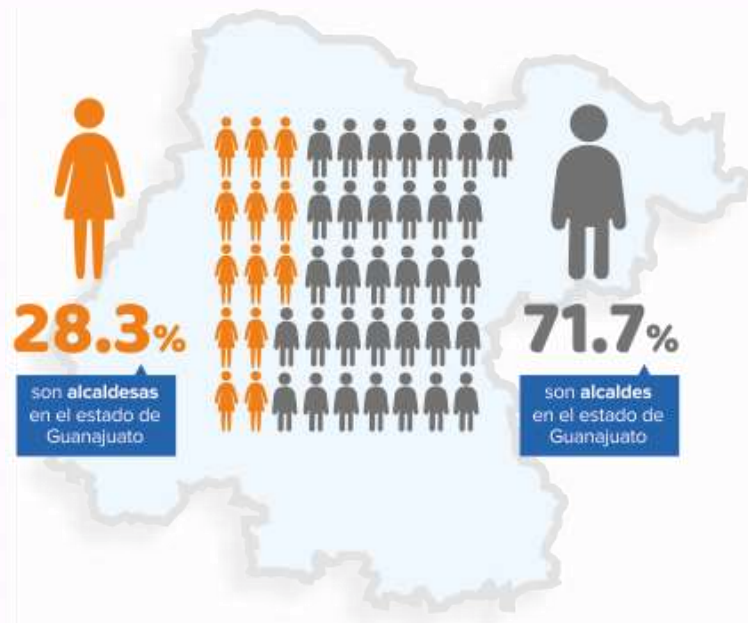 28.3%
son alcaldesas
en el estado de
Guanajuato
71.7%
son alcaldes
en el estado de
Guanajuato